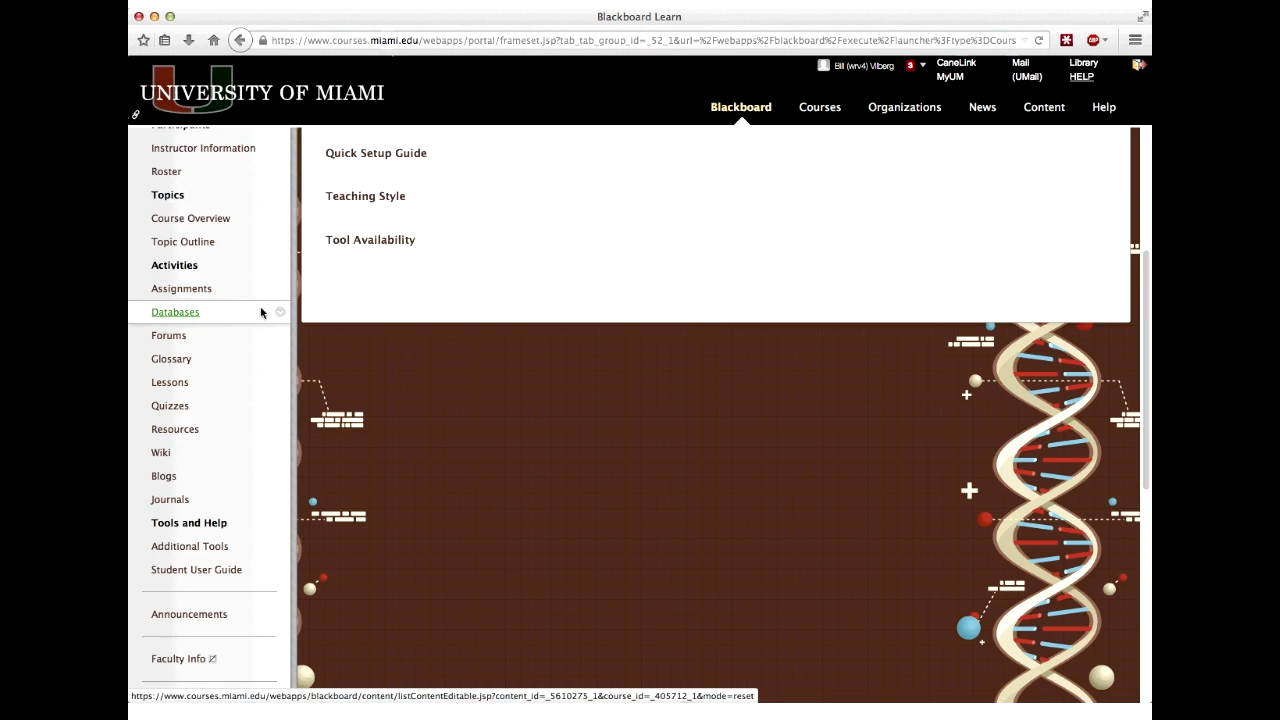 Blackboard Learn
https://www.courses.miami.edu/webapps/portal/frameset.jsp?tab_tab_group_id=_52_1&url=%2Fwebapps%2Fblackboard%2Fexecute%2Flauncher%3Ftype%3DCours
UNIVERSITY OF MIAMI
Bill (wrv4) Vilberg 3
CaneLink
MyUM
Mail
(UMail)
Library
HELP
Blackboard Courses Organizations News Content Help
Participants
Instructor Information
Roster
Topics
Course Overview
Topic Outline
Activities
Assignments
Databases
Forums
Glossary
Lessons
Quizzes
Resources
Wiki
Blogs
Journals
Tools and Help
Additional Tools
Student User Guide
Announcements
Faculty Info
Quick Setup Guide
Teaching Style
Tool Availability
https://www.courses.miami.edu/webapps/blackboard/content/listContentEditable.jsp?content_id=_5610275_1&course_id=_405712_1&mode=reset